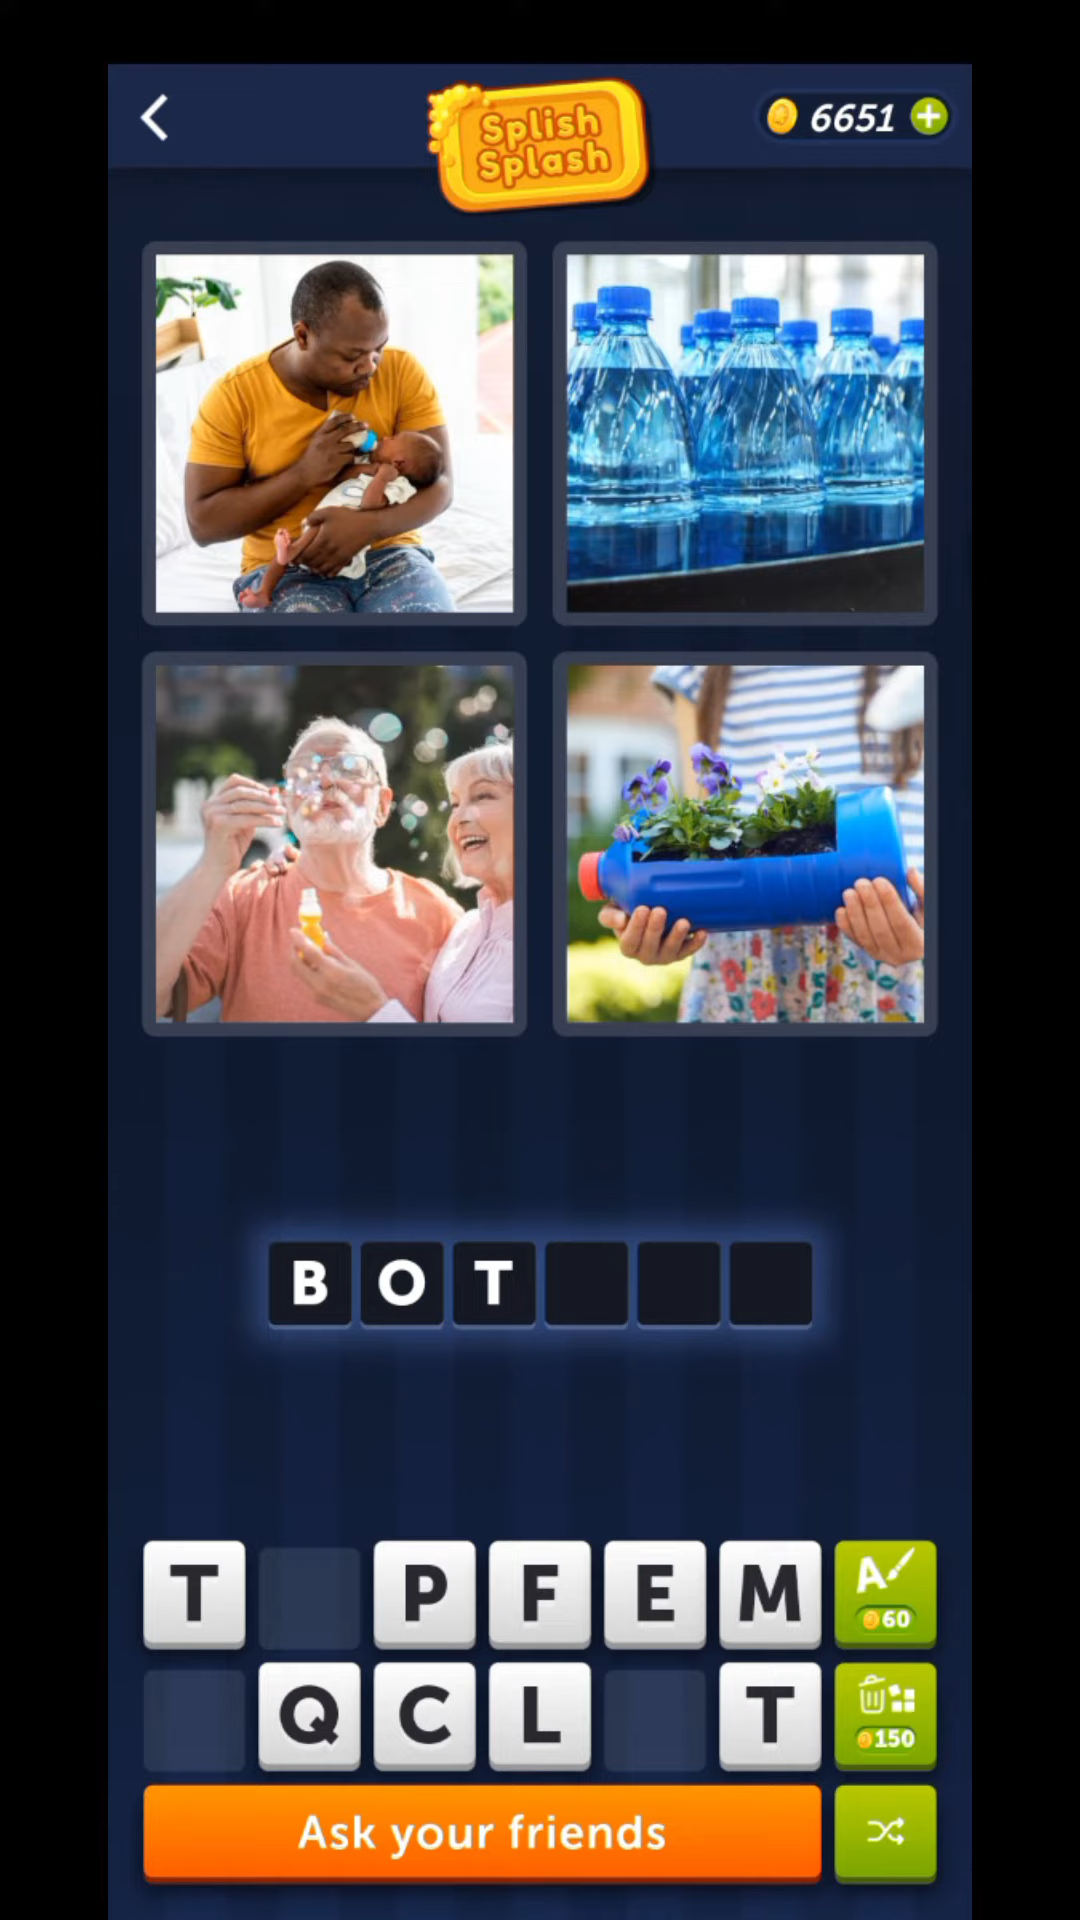 Splish
Splash
6651
B O T
T P F E M
A
60
Q C L T
150
Ask your friends